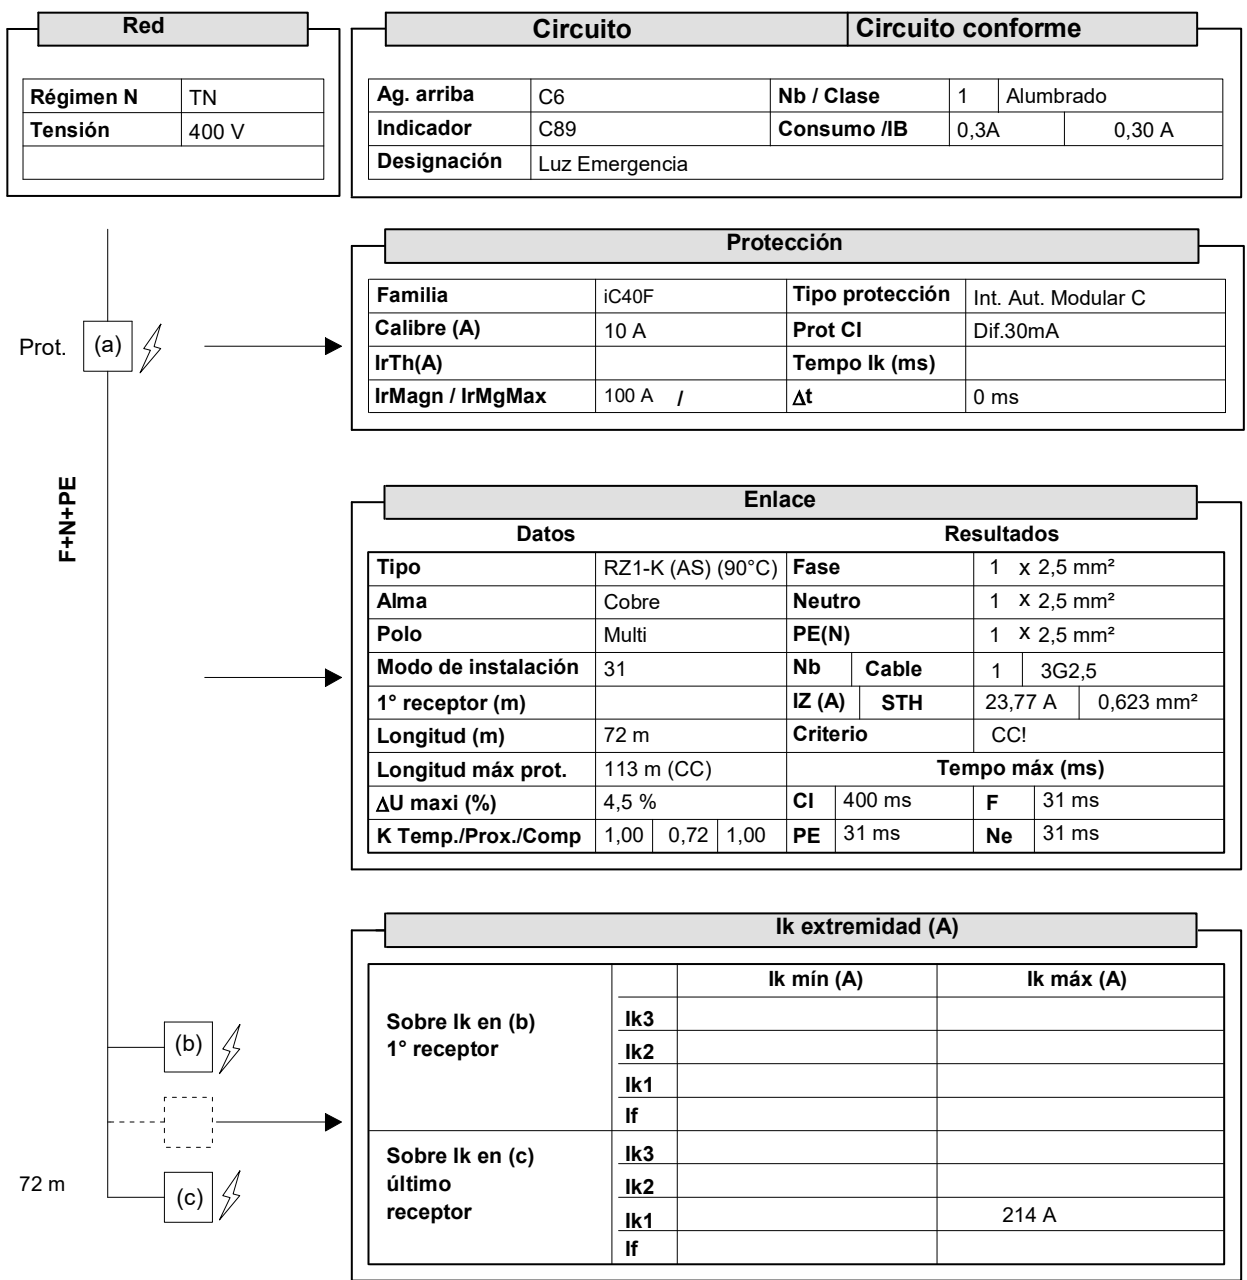 Red
Circuito Circuito conforme
Régimen N TN
Tensión 400 V
Ag. arriba C6 Nb / Clase 1 Alumbrado
Indicador C89 Consumo /IB 0,3A 0,30 A
Designación Luz Emergencia
Protección
Familia iC40F Tipo protección Int. Aut. Modular C
Calibre (A) 10 A Prot CI Dif.30mA
IrTh(A) Tempo Ik (ms)
IrMagn / IrMgMax 100 A / Δt 0 ms
Prot. (a)
F+N+PE
Enlace
Datos Resultados
Tipo RZ1-K (AS) (90°C) Fase 1 x 2,5 mm²
Alma Cobre Neutro 1 x 2,5 mm²
Polo Multi PE(N) 1 x 2,5 mm²
Modo de instalación 31 Nb Cable 1 3G2,5
1° receptor (m) IZ (A) STH 23,77 A 0,623 mm²
Longitud (m) 72 m Criterio CC!
Longitud máx prot. 113 m (CC) Tempo máx (ms)
ΔU maxi (%) 4,5 % CI 400 ms F 31 ms
K Temp./Prox./Comp 1,00 0,72 1,00 PE 31 ms Ne 31 ms
Ik extremidad (A)
Ik mín (A) Ik máx (A)
Sobre Ik en (b)
1° receptor
Ik3
Ik2
Ik1
If
(b)
Sobre Ik en (c)
último
receptor
Ik3
Ik2
Ik1 214 A
If
72 m (c)